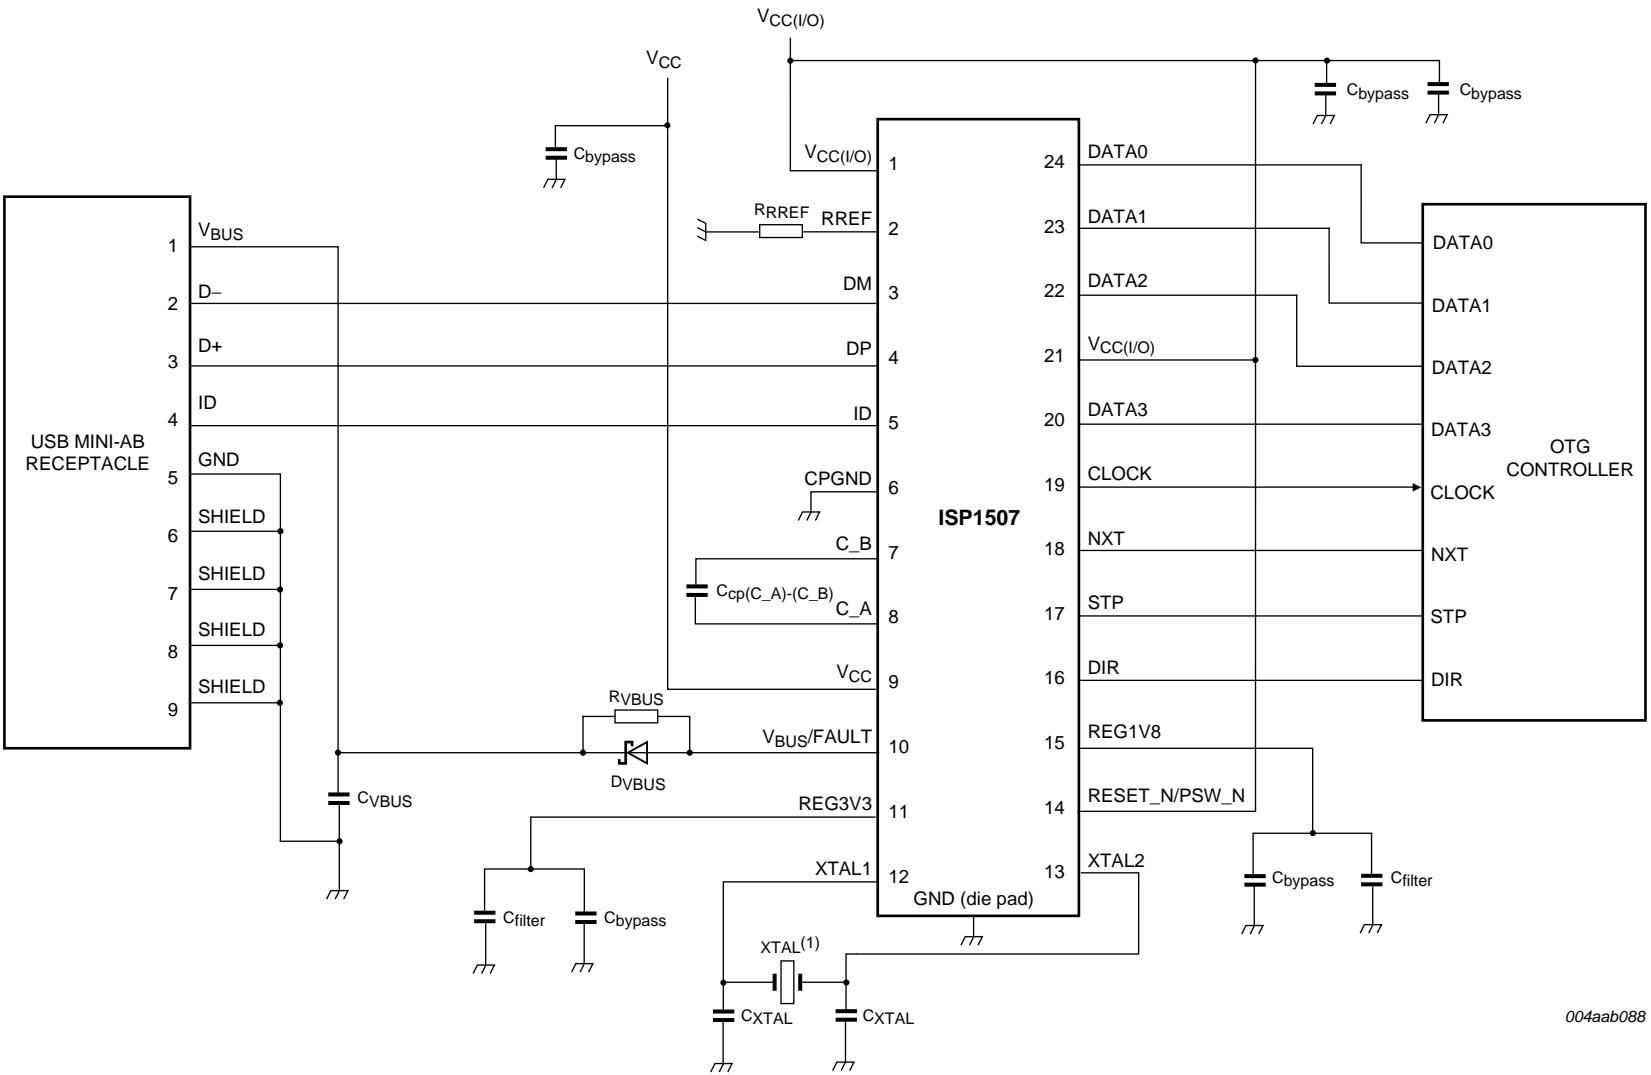 VCC(I/O)
VCC
Cbypass
Cbypass
Cbypass
USB MINI-AB
RECEPTACLE
1 VBUS
2 D–
3 D+
4 ID
5 GND
6 SHIELD
7 SHIELD
8 SHIELD
9 SHIELD
CVBUS
RRREF
Ccp(C_A)-(C_B)
RVBUS
DVBUS
Cfilter
Cbypass
XTAL(1)
CXTAL
CXTAL
ISP1507
VCC(I/O) 1
RREF 2
DM 3
DP 4
ID 5
CPGND 6
C_B 7
C_A 8
VCC 9
VBUS/FAULT 10
REG3V3 11
XTAL1 12
GND (die pad)
24 DATA0
23 DATA1
22 DATA2
21 VCC(I/O)
20 DATA3
19 CLOCK
18 NXT
17 STP
16 DIR
15 REG1V8
14 RESET_N/PSW_N
13 XTAL2
Cbypass
Cfilter
DATA0
DATA1
DATA2
DATA3
CLOCK
NXT
STP
DIR
OTG
CONTROLLER
004aab088